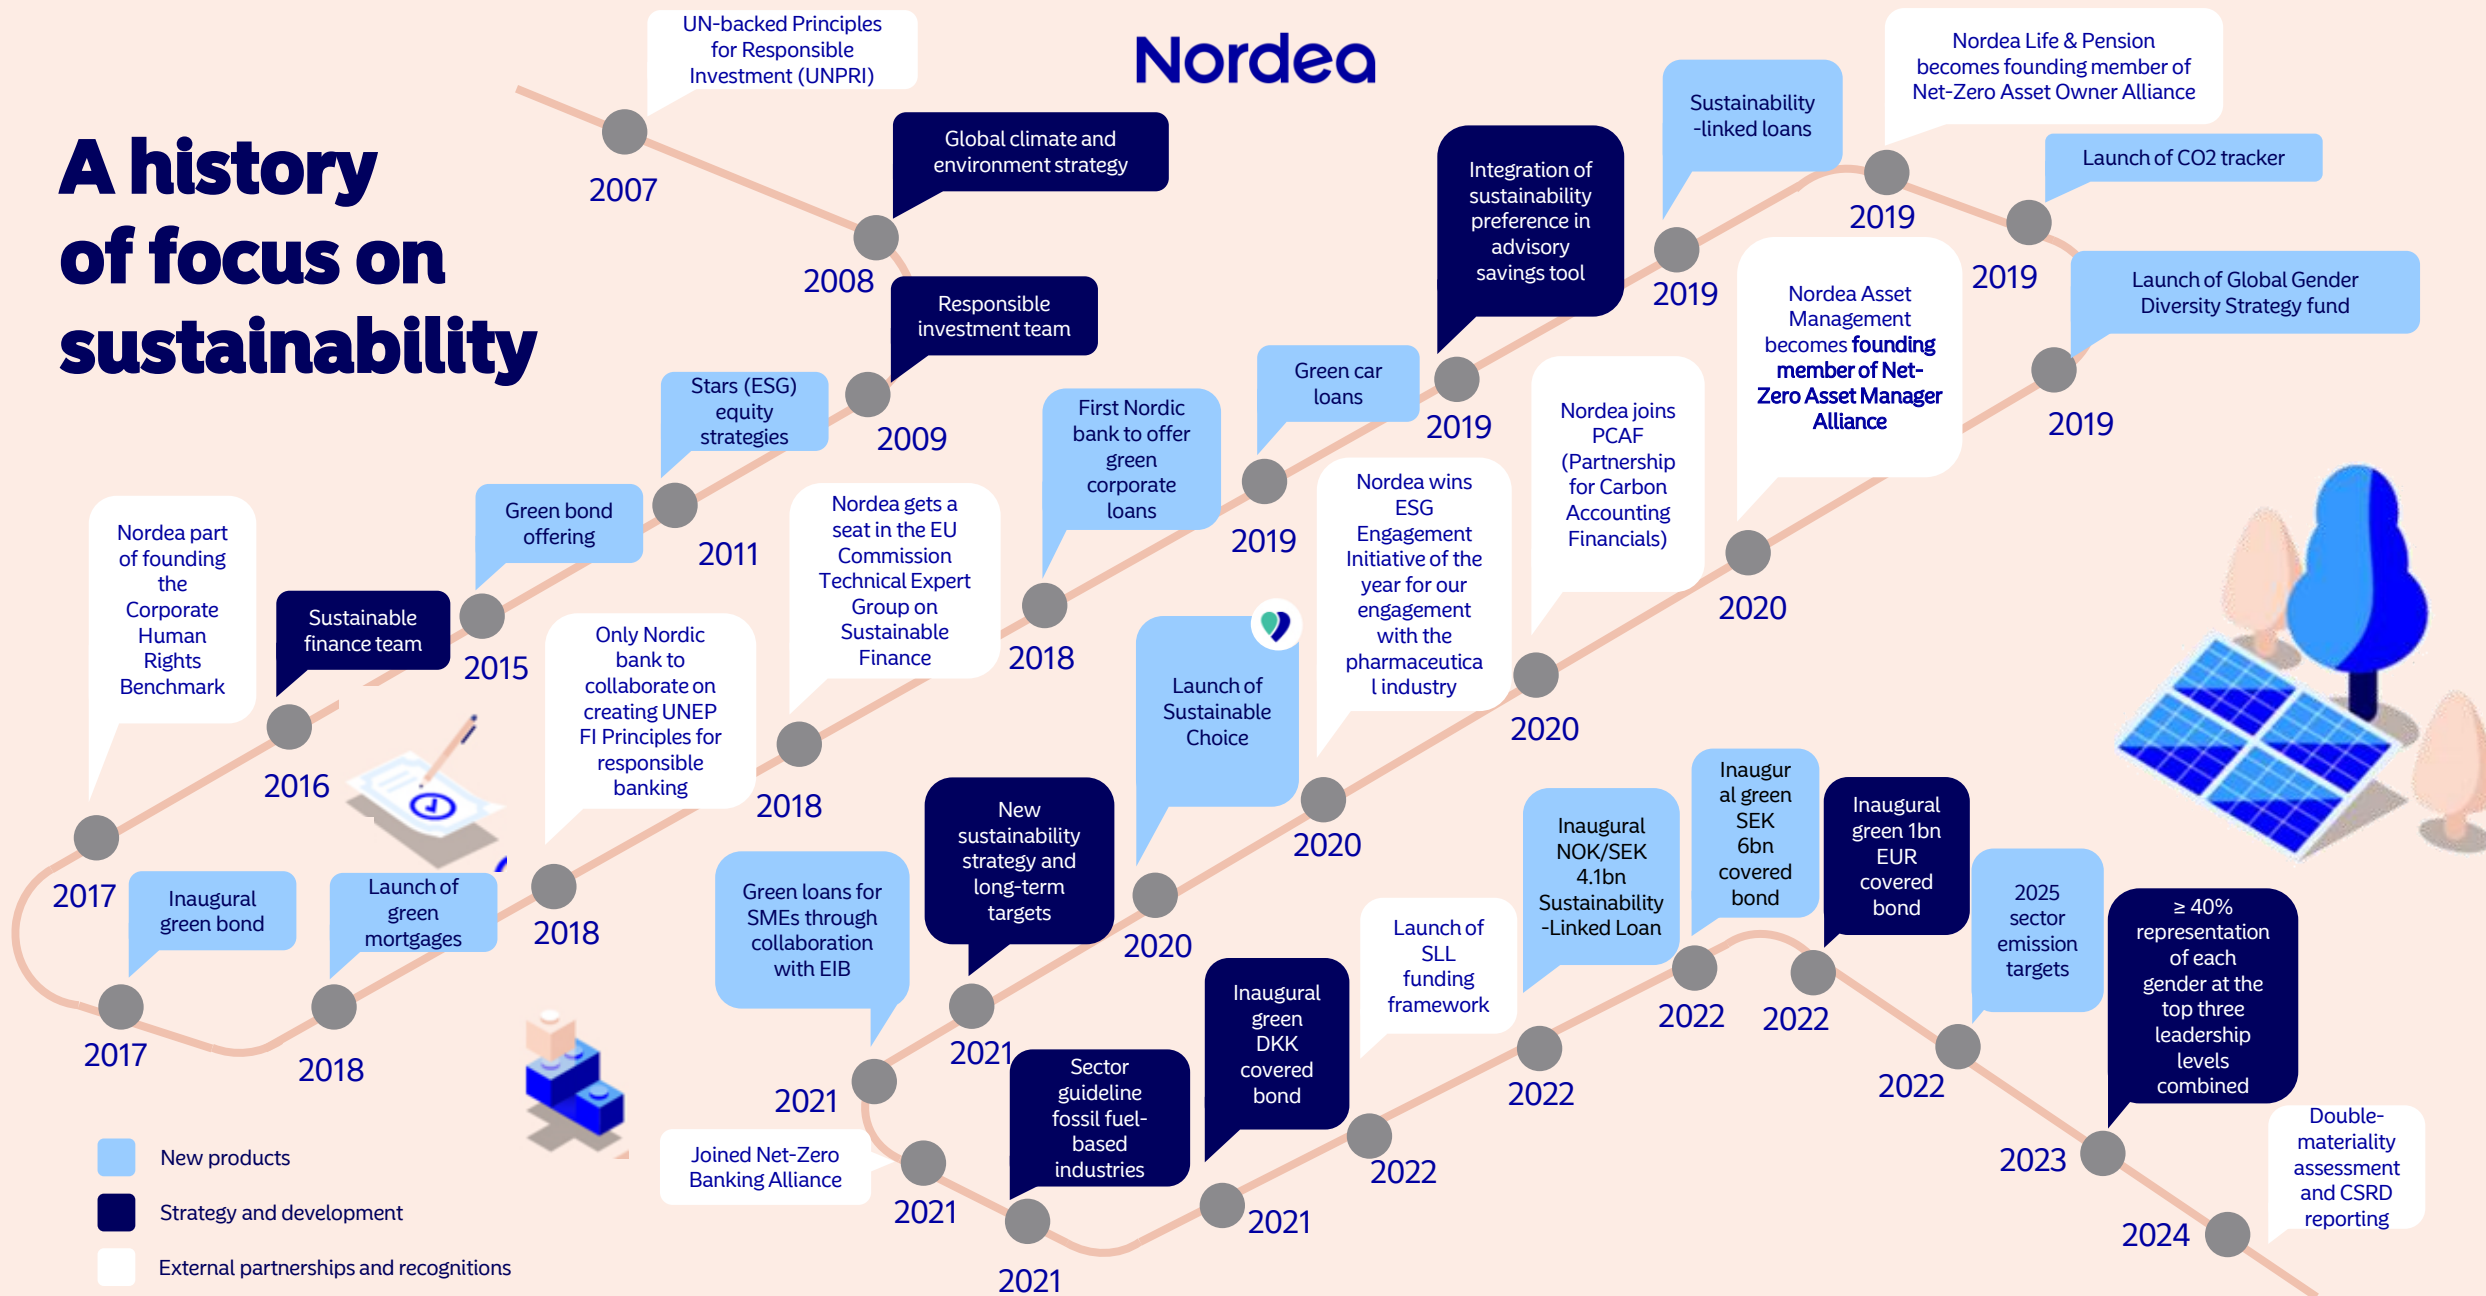 Nordea
A history
of focus on
sustainability
UN-backed Principles
for Responsible
Investment (UNPRI)
2007
Global climate and
environment strategy
2008
Responsible
investment team
2009
Stars (ESG)
equity
strategies
2011
Green bond
offering
2015
Sustainable
finance team
2016
Nordea part
of founding
the
Corporate
Human
Rights
Benchmark
2017
Inaugural
green bond
2017
Launch of
green
mortgages
2018
Only Nordic
bank to
collaborate on
creating UNEP
FI Principles for
responsible
banking
2018
Nordea gets a
seat in the EU
Commission
Technical Expert
Group on
Sustainable
Finance
2018
First Nordic
bank to offer
green
corporate
loans
2018
Green car
loans
2019
Integration of
sustainability
preference in
advisory
savings tool
2019
Sustainability
-linked loans
2019
Nordea Life & Pension
becomes founding member of
Net-Zero Asset Owner Alliance
2019
Launch of CO2 tracker
2019
Launch of Global Gender
Diversity Strategy fund
2019
Nordea Asset
Management
becomes founding
member of Net-
Zero Asset Manager
Alliance
2020
Nordea joins
PCAF
(Partnership
for Carbon
Accounting
Financials)
2020
Nordea wins
ESG
Engagement
Initiative of the
year for our
engagement
with the
pharmaceutica
l industry
2020
Launch of
Sustainable
Choice
2020
New
sustainability
strategy and
long-term
targets
2021
Green loans for
SMEs through
collaboration
with EIB
2021
Joined Net-Zero
Banking Alliance
2021
Sector
guideline
fossil fuel-
based
industries
2021
Inaugural
green
DKK
covered
bond
2021
Launch of
SLL
funding
framework
2022
Inaugural
NOK/SEK
4.1bn
Sustainability
-Linked Loan
2022
Inaugur
al green
SEK
6bn
covered
bond
2022
Inaugural
green 1bn
EUR
covered
bond
2022
2025
sector
emission
targets
2022
≥ 40%
representation
of each
gender at the
top three
leadership
levels
combined
2023
Double-
materiality
assessment
and CSRD
reporting
2024
New products
Strategy and development
External partnerships and recognitions